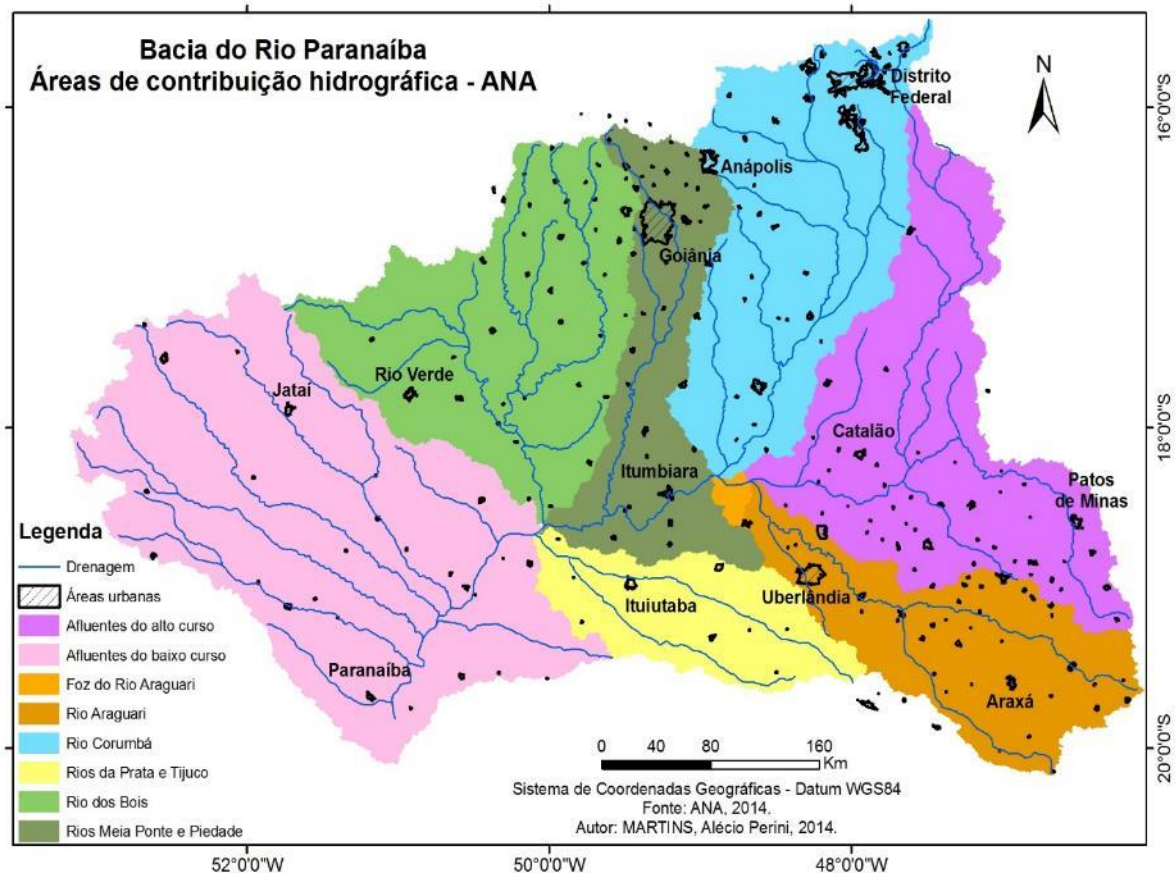 Bacia do Rio Paranaíba
Áreas de contribuição hidrográfica - ANA
N
Distrito
Federal
Anápolis
Goiânia
Jataí
Rio Verde
Catalão
Itumbiara
Patos
de Minas
Ituiutaba
Uberlândia
Paranaíba
Araxá
Legenda
Drenagem
Áreas urbanas
Afluentes do alto curso
Afluentes do baixo curso
Foz do Rio Araguari
Rio Araguari
Rio Corumbá
Rios da Prata e Tijuco
Rio dos Bois
Rios Meia Ponte e Piedade
0 40 80 160
Km
Sistema de Coordenadas Geográficas - Datum WGS84
Fonte: ANA, 2014.
Autor: MARTINS, Alécio Perini, 2014.
16°0'0"S
18°0'0"S
20°0'0"S
52°0'0"W 50°0'0"W 48°0'0"W